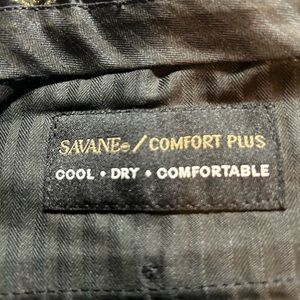 SAVANE® / COMFORT PLUS
COOL • DRY • COMFORTABLE